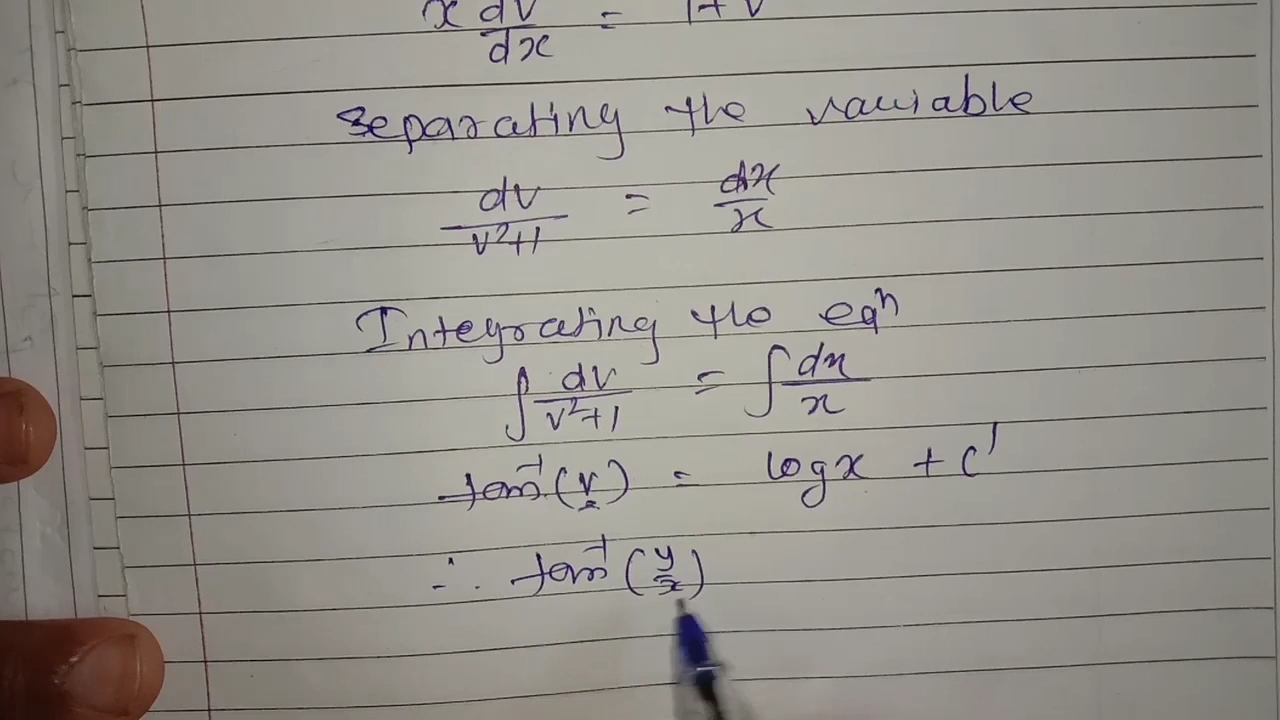 x dv/dx = 1+v
Separating the variable
dv/v²+1 = dx/x
Integrating the eqⁿ
∫ dv/v²+1 = ∫ dx/x
tan⁻¹(v) = log x + c'
∴ tan⁻¹(y/x)